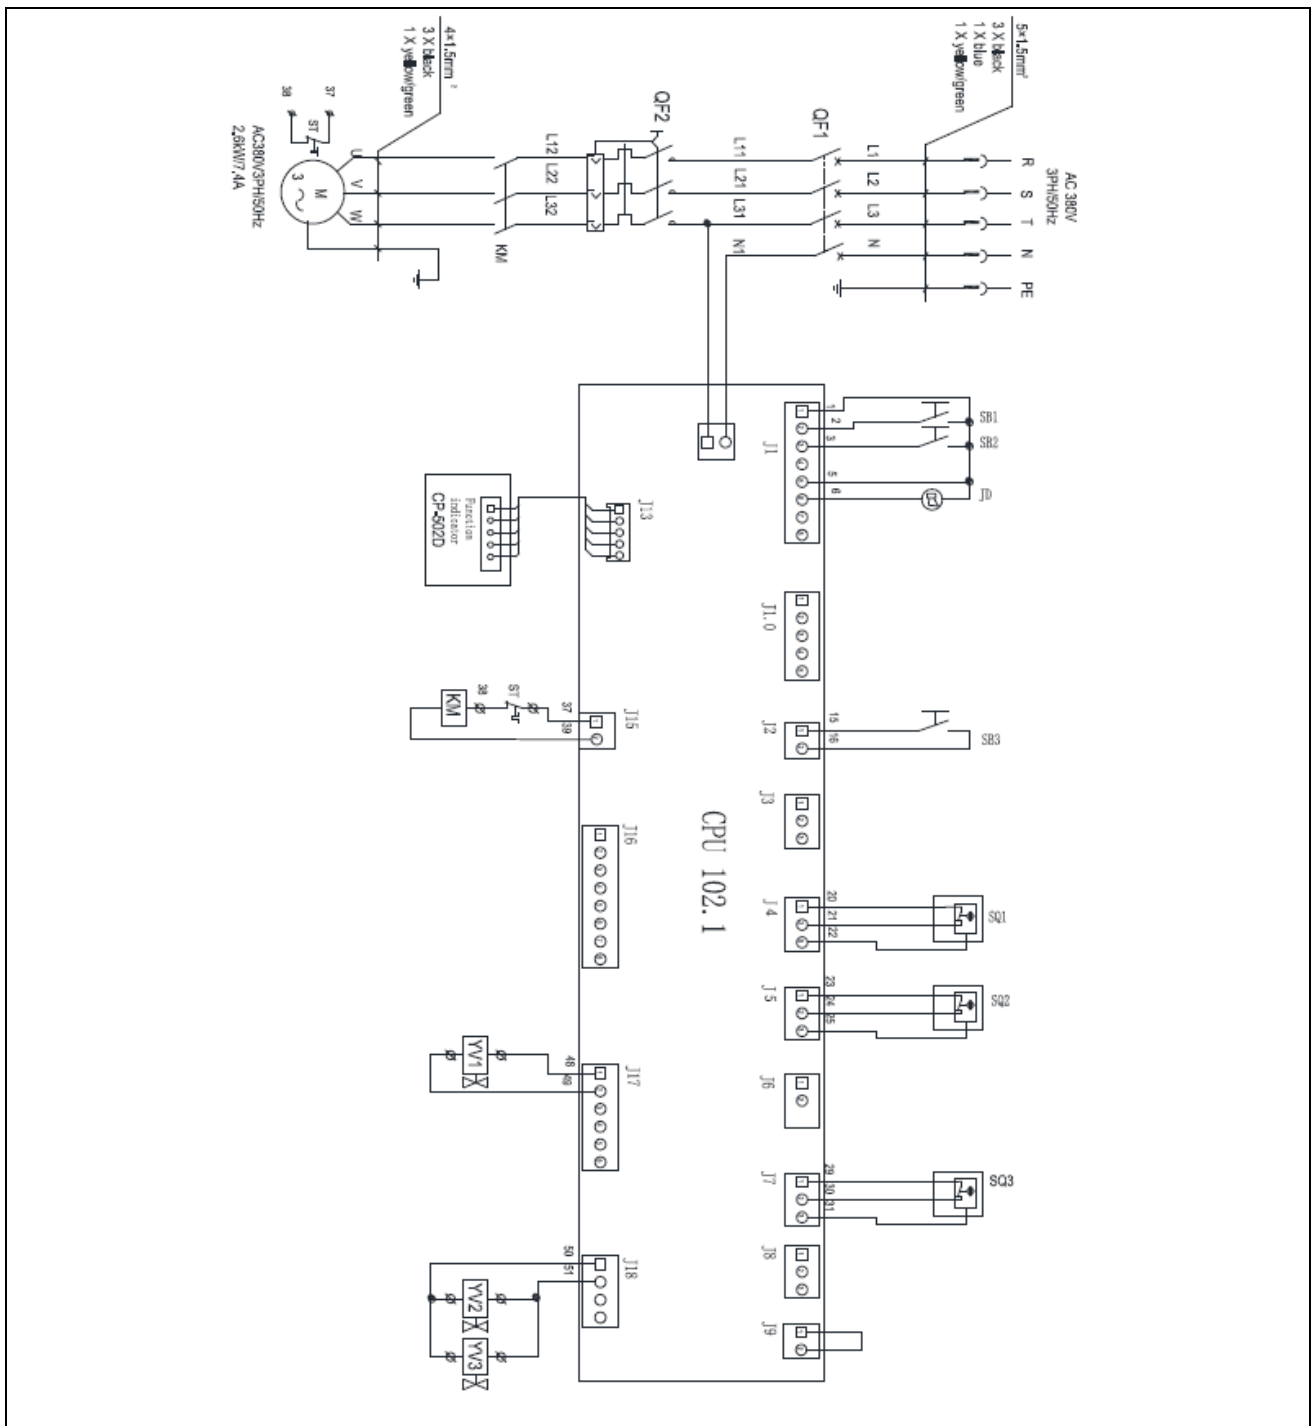 4×1.5mm²
3 X black
1 X yellow/green
5×1.5mm²
3 X black
1 X blue
1 X yellow/green
AC 380V
3PH/50Hz
R
S
T
N
PE
L1
L2
L3
N
QF1
L11
L21
L31
N1
QF2
L12
L22
L32
KM
U
V
W
M
3
ST
37
38
AC380V3PH/50Hz
2.6kW/7.4A
CPU 102.1
J1
1
2
3
5
6
SB1
SB2
JD
J13
Function
indicator
CP-502D
J1.0
J15
37
39
ST
38
KM
J2
15
16
SB3
J3
J16
J4
20
21
22
SQ1
J5
23
24
25
SQ2
J6
J17
48
49
YV1
J7
29
30
31
SQ3
J8
J18
50
51
YV2
YV3
J9